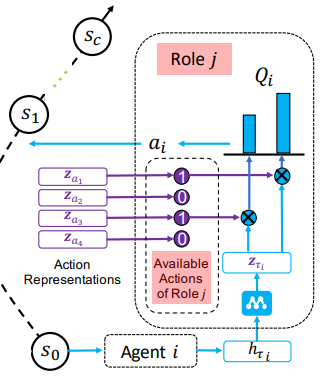 S_c
Role j
Q_i
S_1
a_i
z_{a_1}
1
z_{a_2}
0
z_{a_3}
1
z_{a_4}
0
Action
Representations
Available
Actions
of Role j
z_{τ_i}
S_0
Agent i
h_{τ_i}